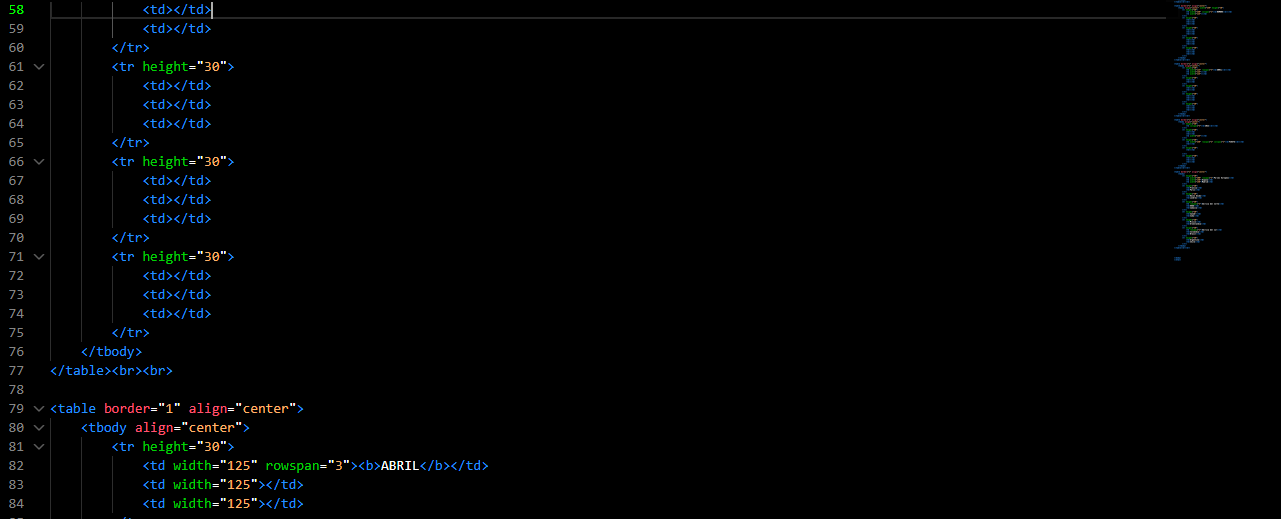 58 <td></td>
59 <td></td>
60 </tr>
61 <tr height="30">
62 <td></td>
63 <td></td>
64 <td></td>
65 </tr>
66 <tr height="30">
67 <td></td>
68 <td></td>
69 <td></td>
70 </tr>
71 <tr height="30">
72 <td></td>
73 <td></td>
74 <td></td>
75 </tr>
76 </tbody>
77 </table><br><br>
78
79 <table border="1" align="center">
80 <tbody align="center">
81 <tr height="30">
82 <td width="125" rowspan="3"><b>ABRIL</b></td>
83 <td width="125"></td>
84 <td width="125"></td>